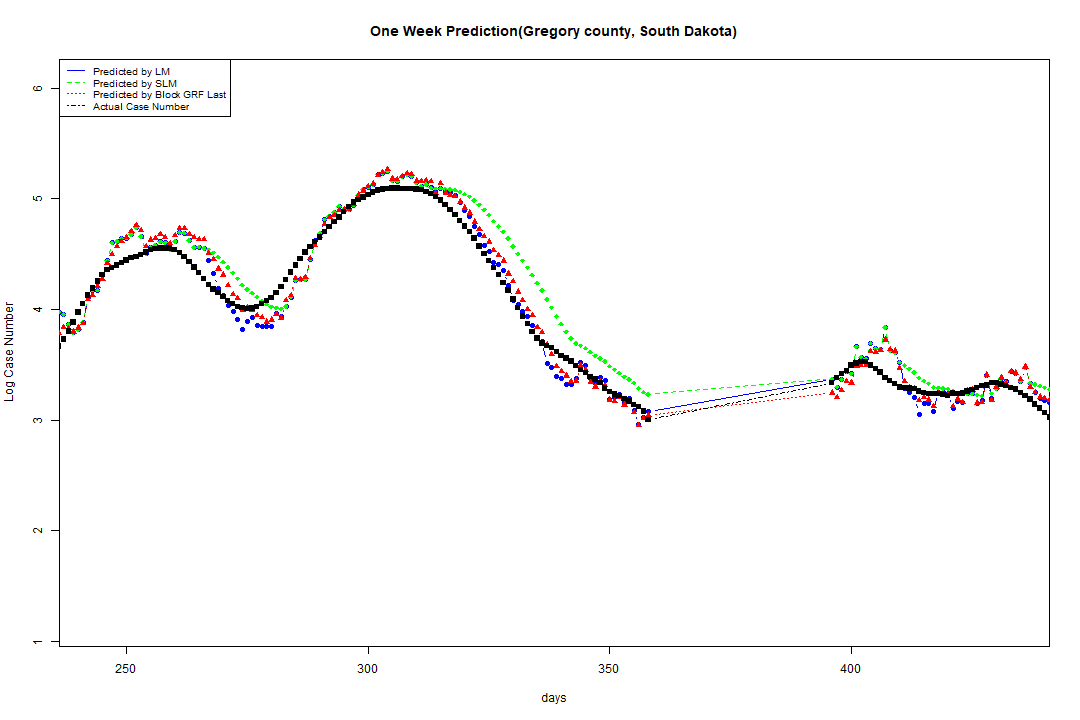 One Week Prediction(Gregory county, South Dakota)
Predicted by LM
Predicted by SLM
Predicted by Block GRF Last
Actual Case Number
6
5
4
3
2
1
Log Case Number
250
300
350
400
days